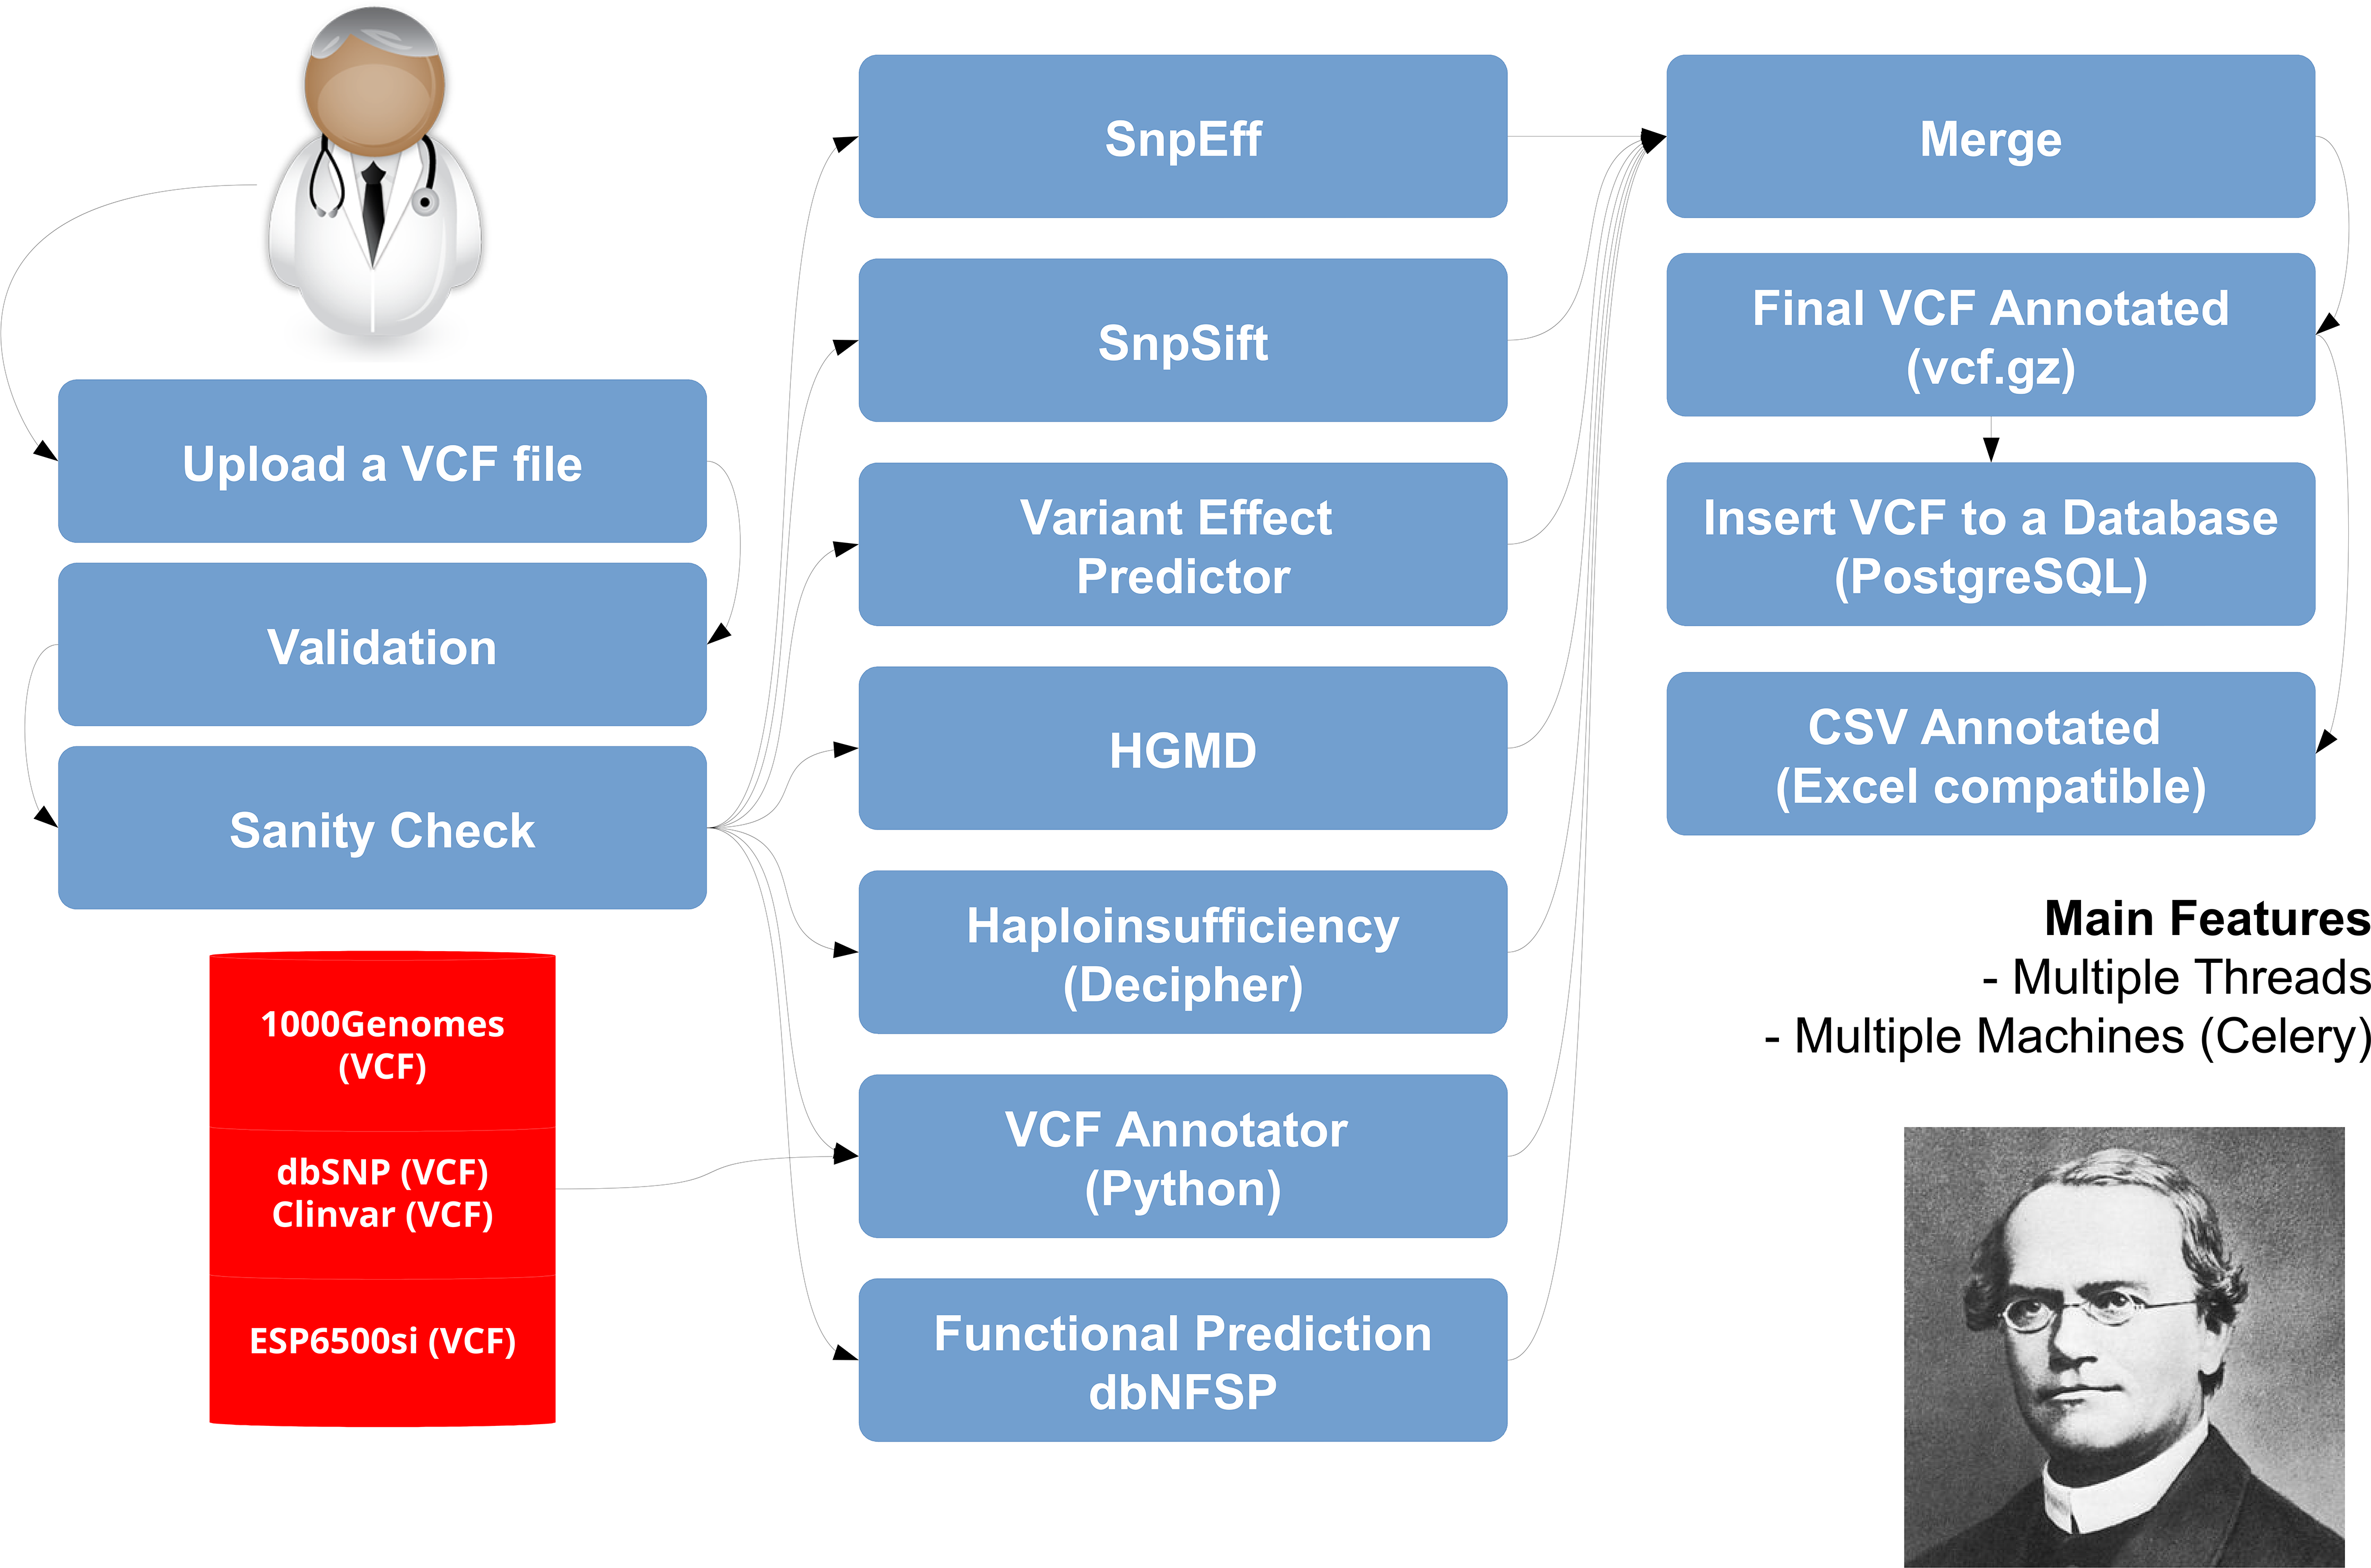 Upload a VCF file
Validation
Sanity Check
1000Genomes
(VCF)
dbSNP (VCF)
Clinvar (VCF)
ESP6500si (VCF)
SnpEff
SnpSift
Variant Effect
Predictor
HGMD
Haploinsufficiency
(Decipher)
VCF Annotator
(Python)
Functional Prediction
dbNFSP
Merge
Final VCF Annotated
(vcf.gz)
Insert VCF to a Database
(PostgreSQL)
CSV Annotated
(Excel compatible)
Main Features
- Multiple Threads
- Multiple Machines (Celery)